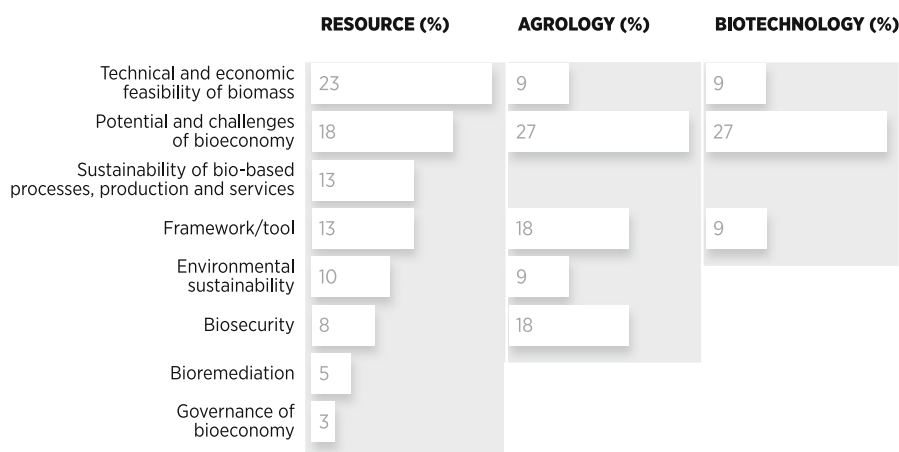 RESOURCE (%) AGROLOGY (%) BIOTECHNOLOGY (%)
Technical and economic
feasibility of biomass
23 9 9
Potential and challenges
of bioeconomy
18 27 27
Sustainability of bio-based
processes, production and services
13
Framework/tool 13 18 9
Environmental
sustainability
10 9
Biosecurity 8 18
Bioremediation 5
Governance of
bioeconomy
3